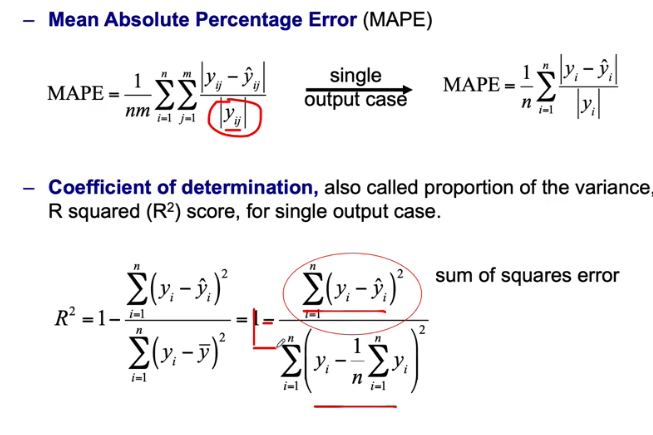 – Mean Absolute Percentage Error (MAPE)
MAPE = \frac{1}{nm} \sum_{i=1}^{n} \sum_{j=1}^{m} \frac{|y_{ij} - \hat{y}_{ij}|}{|y_{ij}|}
single
output case
MAPE = \frac{1}{n} \sum_{i=1}^{n} \frac{|y_i - \hat{y}_i|}{|y_i|}
– Coefficient of determination, also called proportion of the variance,
R squared (R²) score, for single output case.
R^2 = 1 - \frac{\sum_{i=1}^{n} (y_i - \hat{y}_i)^2}{\sum_{i=1}^{n} (y_i - \bar{y})^2} = 1 - \frac{\sum_{i=1}^{n} (y_i - \hat{y}_i)^2}{\sum_{i=1}^{n} \left( y_i - \frac{1}{n} \sum_{i=1}^{n} y_i \right)^2}
sum of squares error